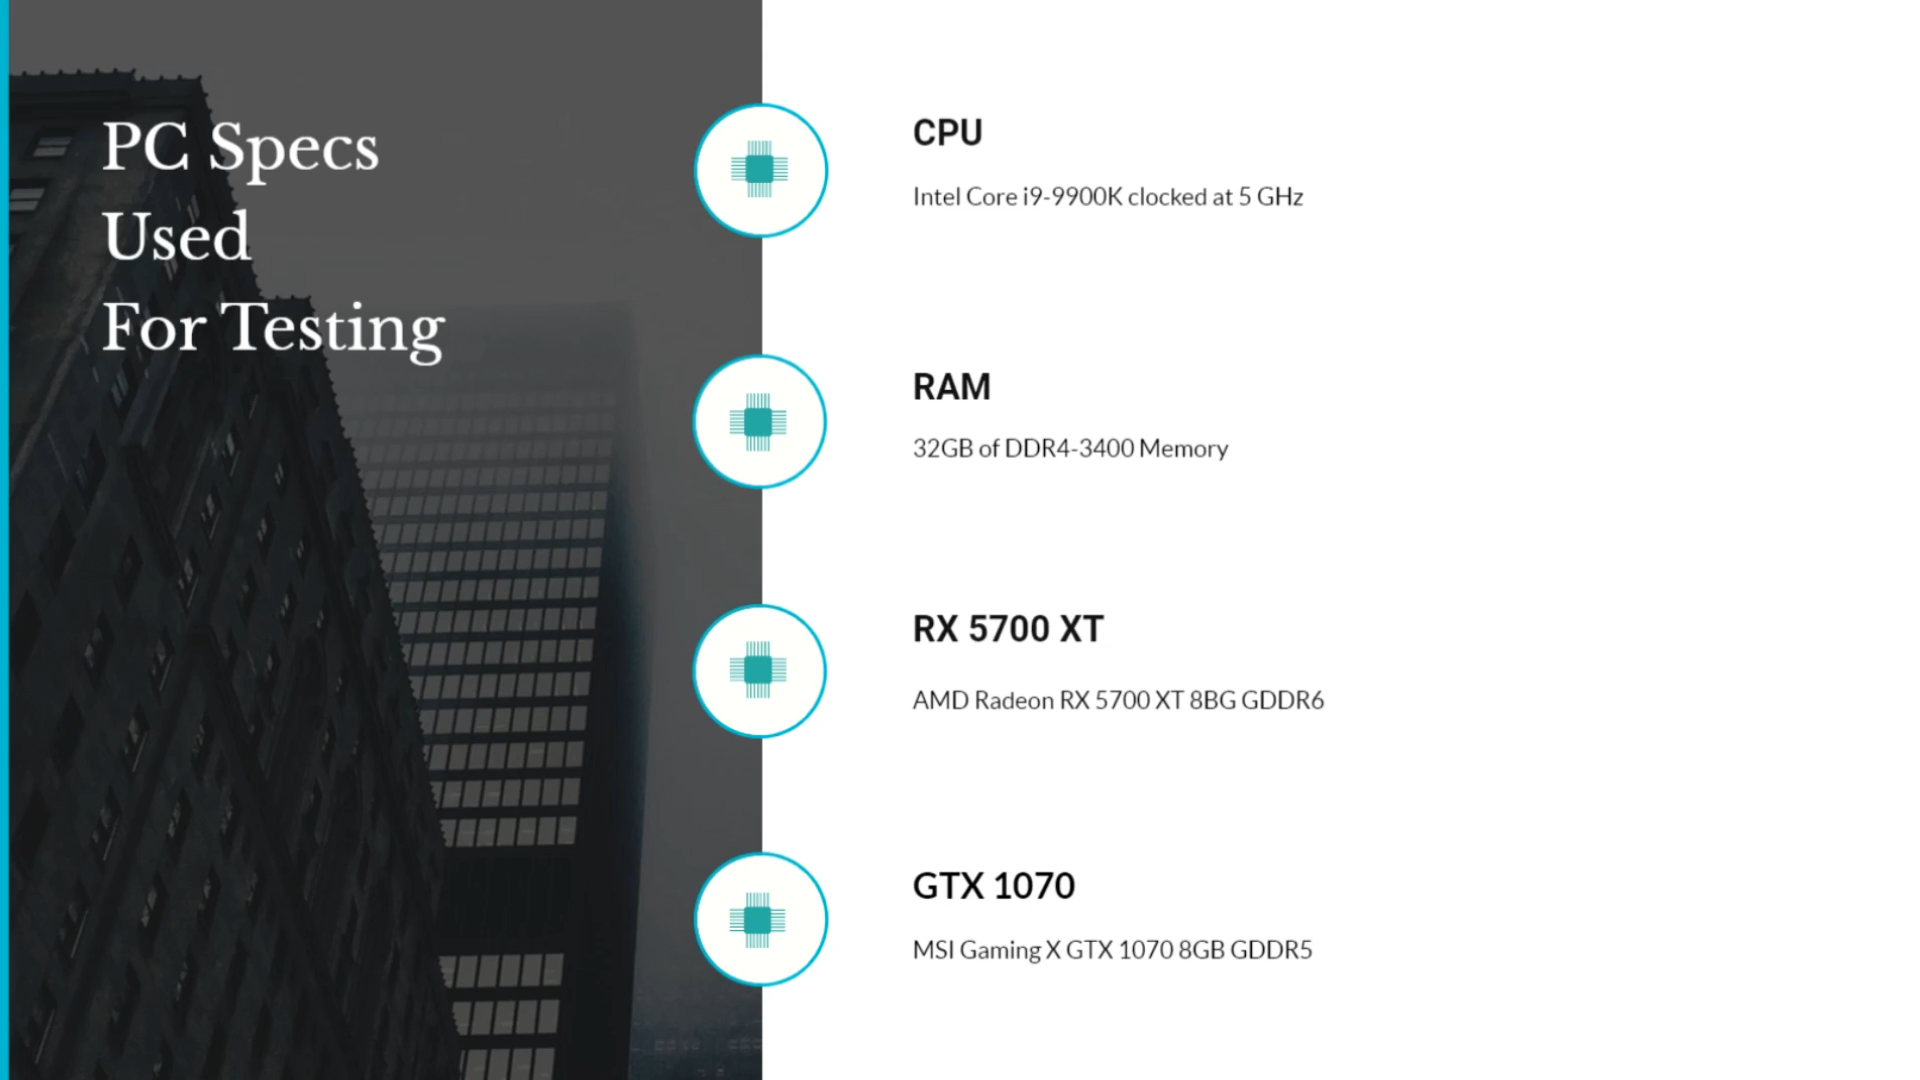 PC Specs
Used
For Testing
CPU
Intel Core i9-9900K clocked at 5 GHz
RAM
32GB of DDR4-3400 Memory
RX 5700 XT
AMD Radeon RX 5700 XT 8BG GDDR6
GTX 1070
MSI Gaming X GTX 1070 8GB GDDR5